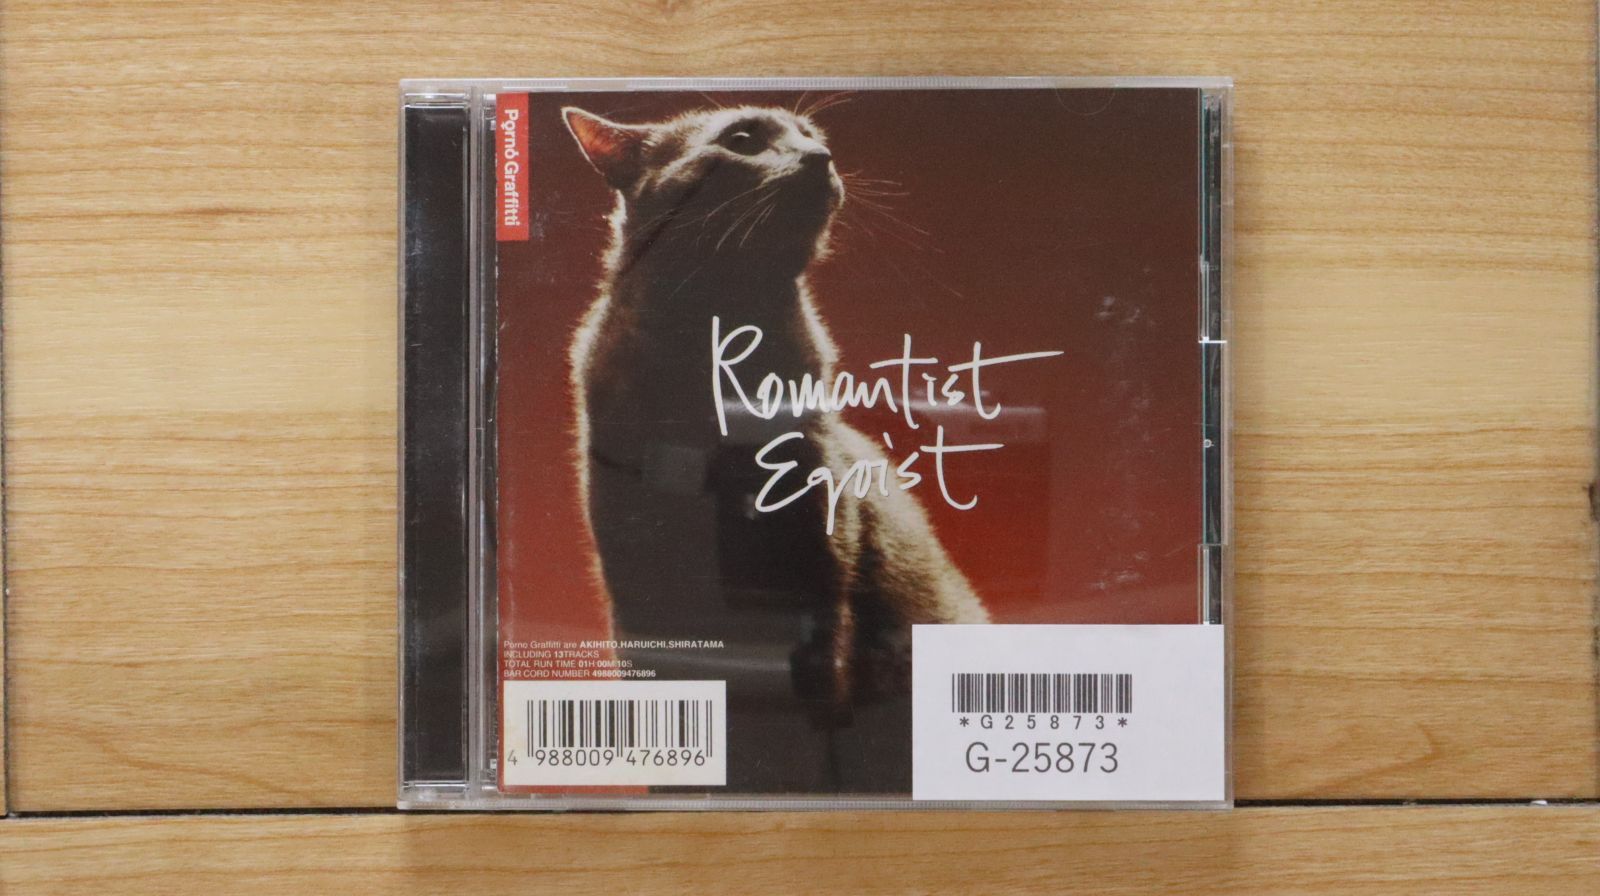 Pornó Graffitti
Romantist
Egoist
Porno Graffitti are AKIHITO.HARUICHI.SHIRATAMA
INCLUDING 13TRACKS
TOTAL RUN TIME 01H:00M:10S
BAR CORD NUMBER 4988009476896
4 988009 476896
*G25873*
G-25873